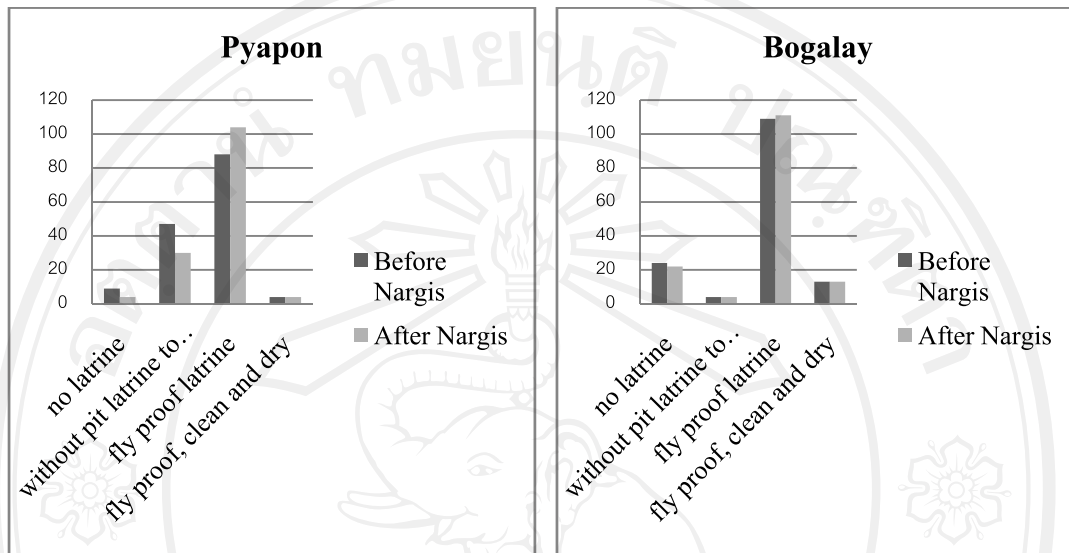 Pyapon
120
100
80
60
40
20
0
no latrine
without pit latrine to..
fly proof latrine
fly proof, clean and dry
Before
Nargis
After Nargis
Bogalay
120
100
80
60
40
20
0
no latrine
without pit latrine to..
fly proof latrine
fly proof, clean and dry
Before
Nargis
After Nargis